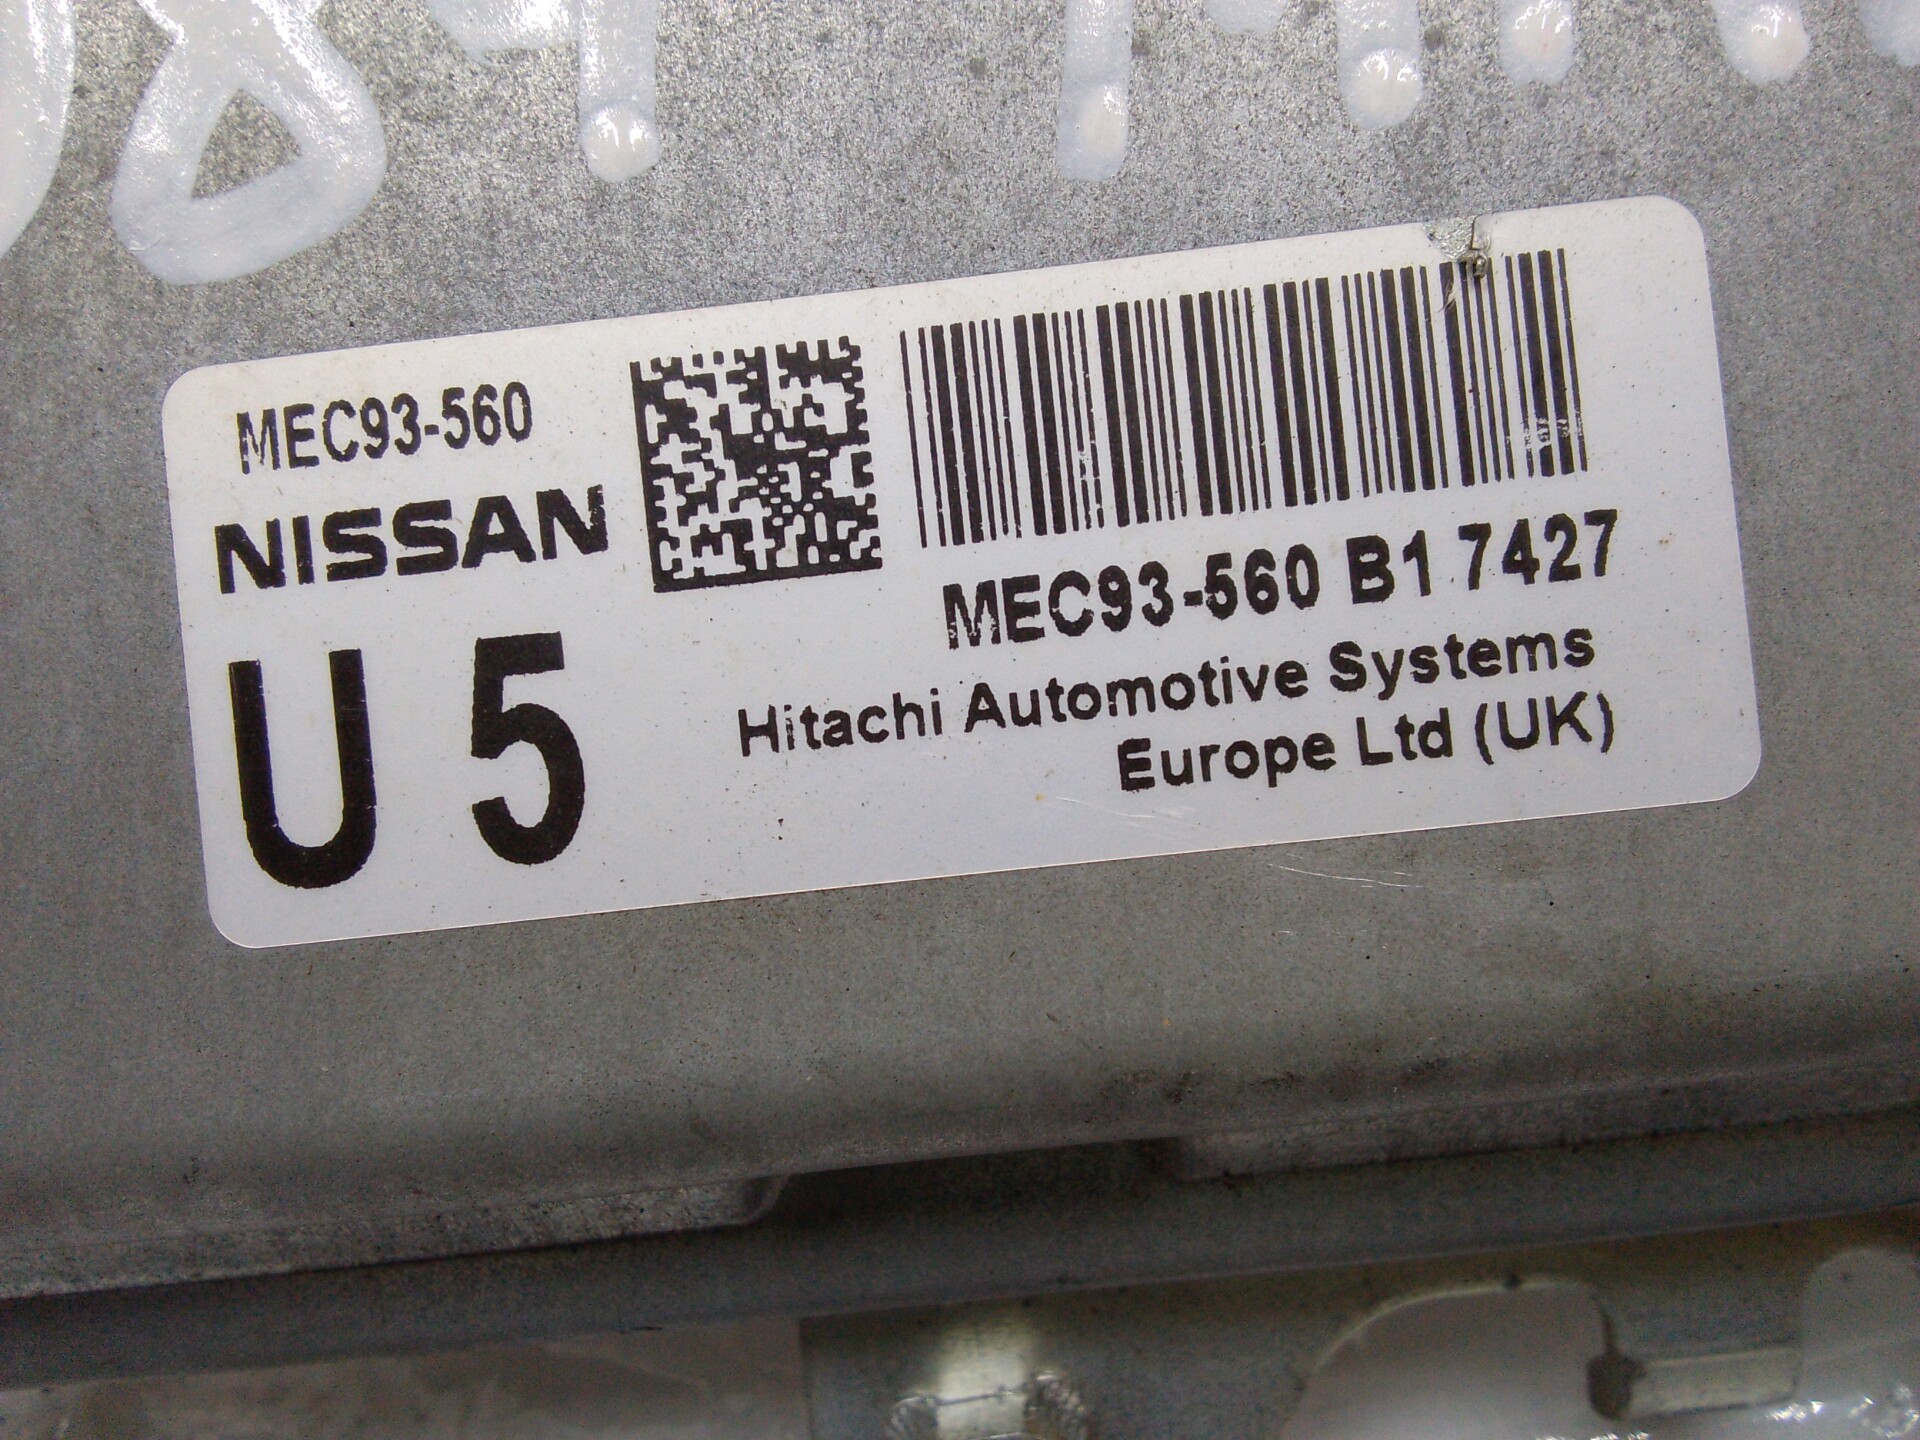 MEC93-560
NISSAN
U 5
MEC93-560 B1 7427
Hitachi Automotive Systems
Europe Ltd (UK)